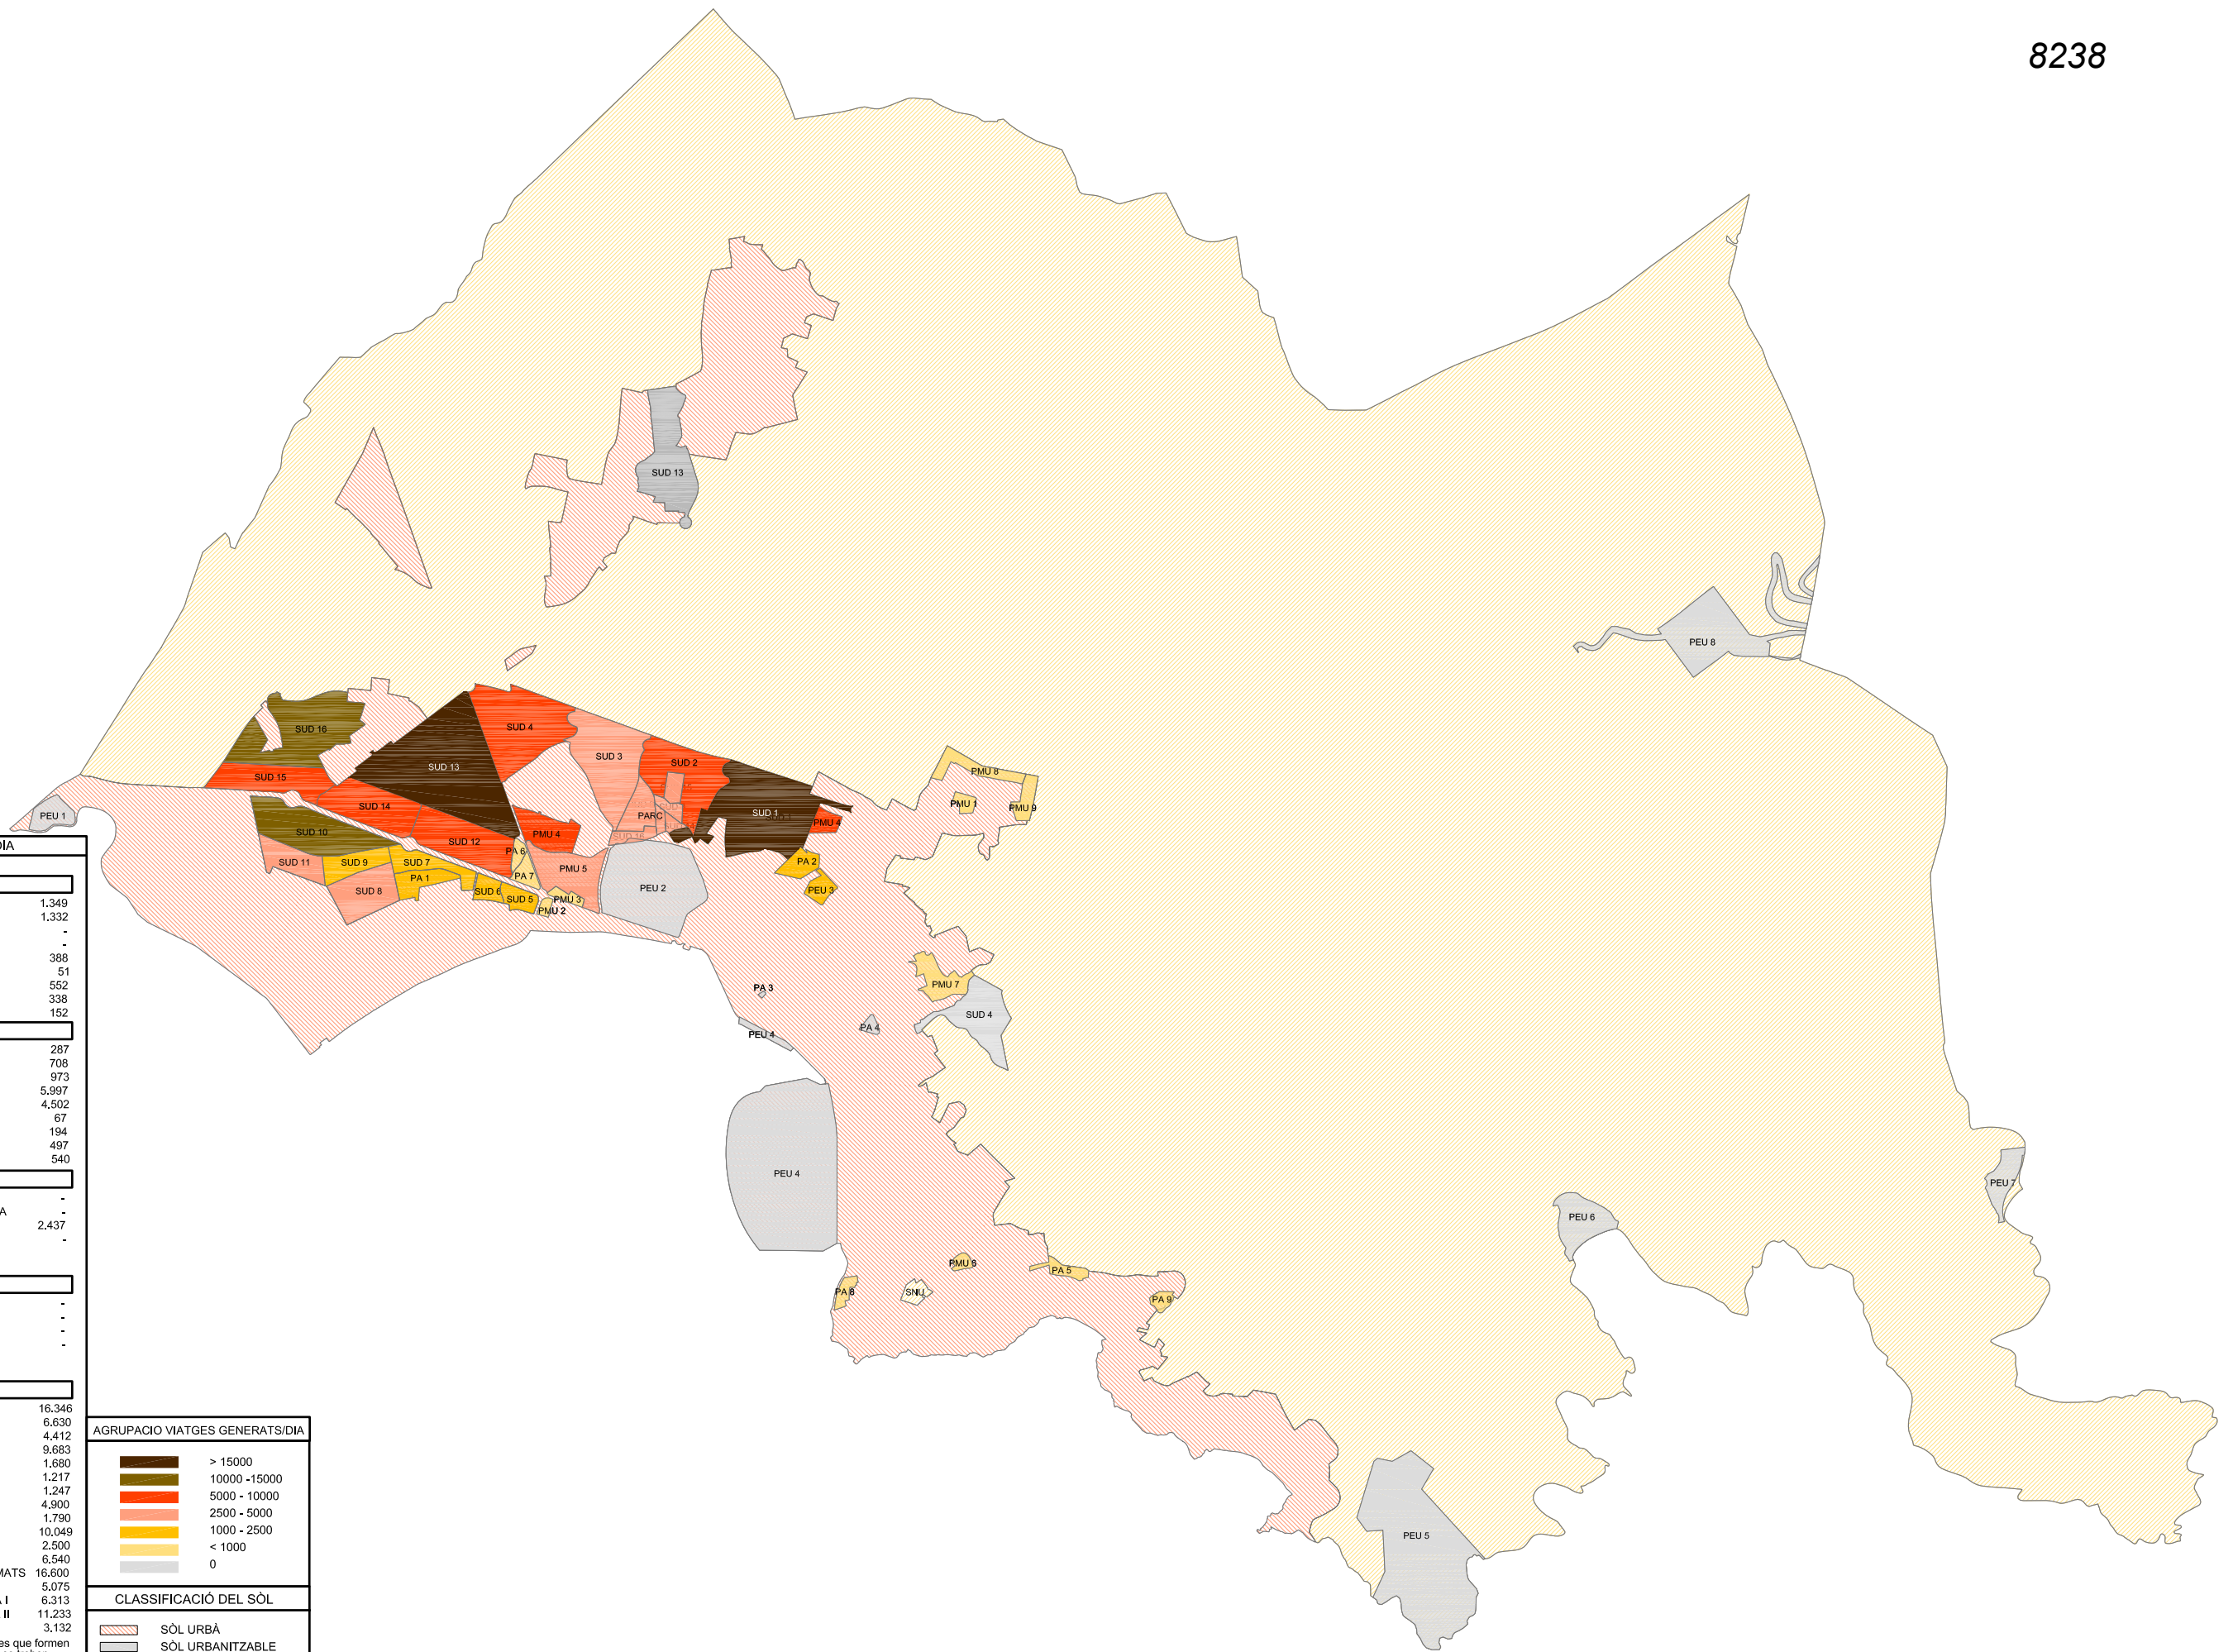 8238
SUD 13
PEU 8
SUD 16
SUD 4
SUD 3
SUD 2
SUD 13
SUD 15
SUD 14
SUD 1
PARC
PMU 8
PMU 1
PMU 9
PEU 1
SUD 10
SUD 12
PMU 4
PMU 4
SUD 11
SUD 9
SUD 7
PA 6
PA 2
SUD 8
PA 1
PA 7
PMU 5
PEU 2
PEU 3
SUD 6
SUD 5
PMU 3
PMU 2
PMU 7
PA 3
SUD 4
PA 4
PEU 4
PEU 4
PEU 7
PEU 6
PMU 6
PA 5
PA 8
SNU
PA 9
PEU 5
DIA
1.349
1.332
-
-
388
51
552
338
152
287
708
973
5.997
4.502
67
194
497
540
-
A -
2.437
-
-
-
-
-
16.346
6.630
4.412
9.683
1.680
1.217
1.247
4.900
1.790
10.049
2.500
6.540
MATS 16.600
5.075
A I 6.313
II 11.233
3.132
es que formen
AGRUPACIO VIATGES GENERATS/DIA
> 15000
10000 -15000
5000 - 10000
2500 - 5000
1000 - 2500
< 1000
0
CLASSIFICACIÓ DEL SÒL
SÒL URBÀ
SÒL URBANITZABLE